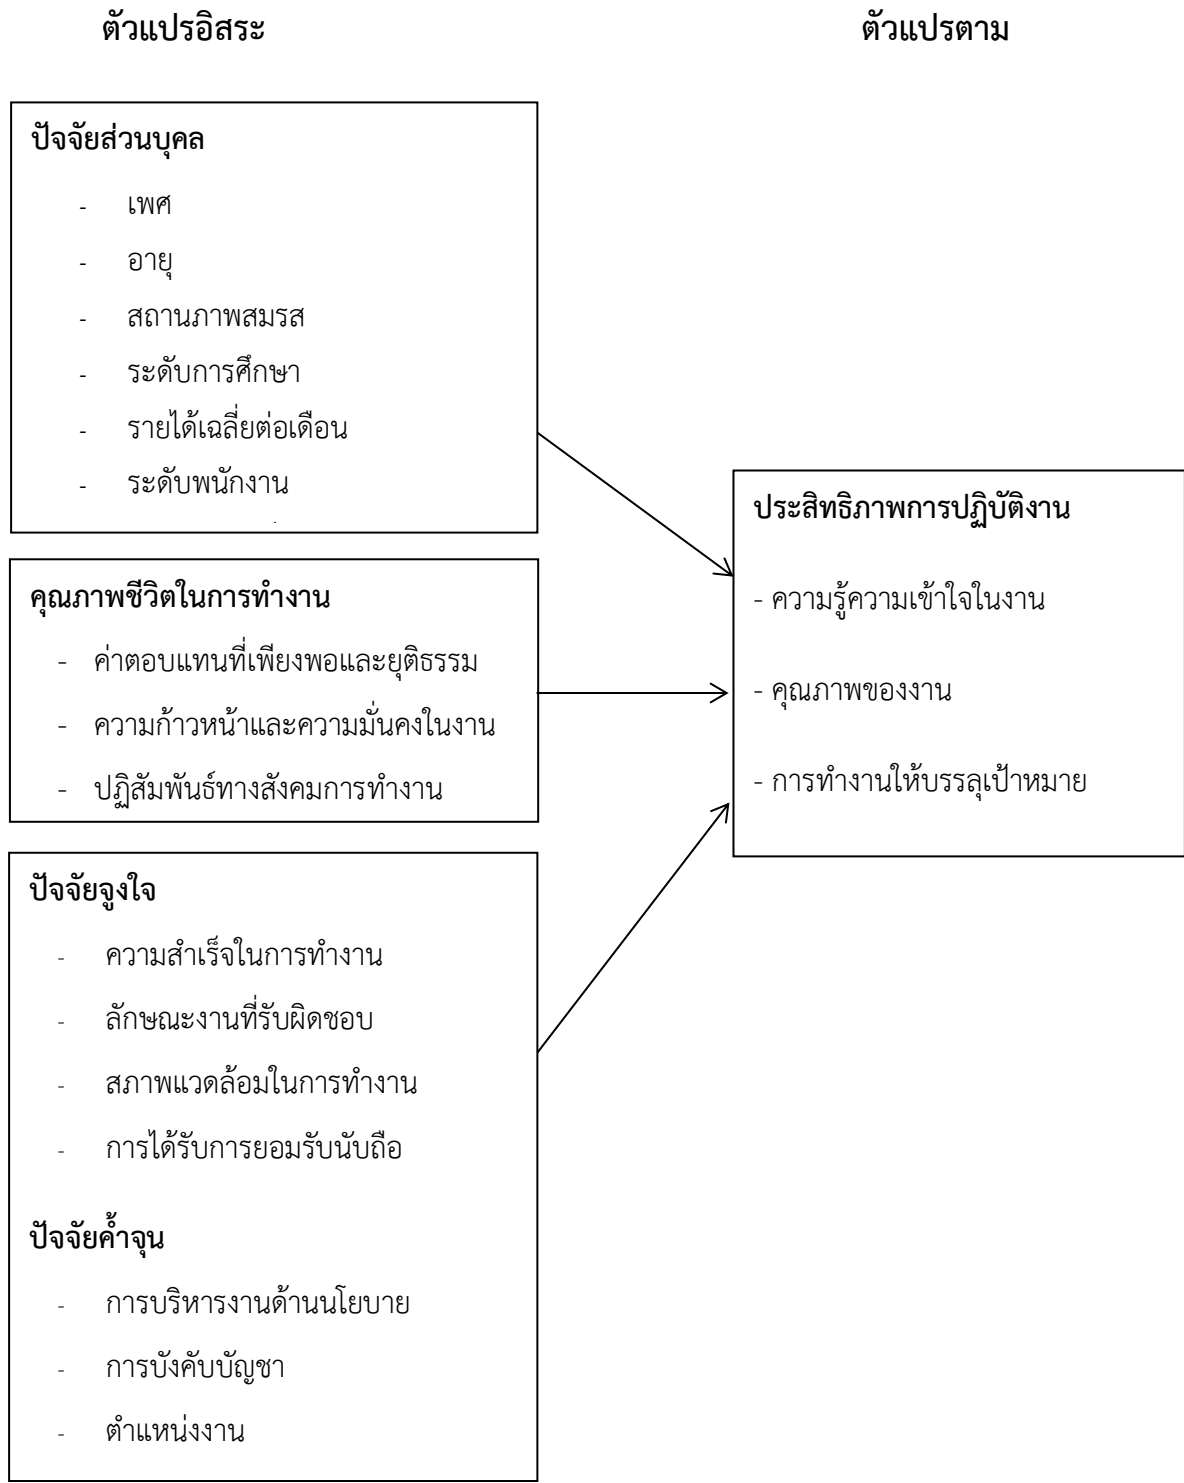 ตัวแปรอิสระ
ตัวแปรตาม
ปัจจัยส่วนบุคล
- เพศ
- อายุ
- สถานภาพสมรส
- ระดับการศึกษา
- รายได้เฉลี่ยต่อเดือน
- ระดับพนักงาน
คุณภาพชีวิตในการทำงาน
- ค่าตอบแทนที่เพียงพอและยุติธรรม
- ความก้าวหน้าและความมั่นคงในงาน
- ปฏิสัมพันธ์ทางสังคมการทำงาน
ปัจจัยจูงใจ
- ความสำเร็จในการทำงาน
- ลักษณะงานที่รับผิดชอบ
- สภาพแวดล้อมในการทำงาน
- การได้รับการยอมรับนับถือ
ปัจจัยค้ำจุน
- การบริหารงานด้านนโยบาย
- การบังคับบัญชา
- ตำแหน่งงาน
ประสิทธิภาพการปฏิบัติงาน
- ความรู้ความเข้าใจในงาน
- คุณภาพของงาน
- การทำงานให้บรรลุเป้าหมาย